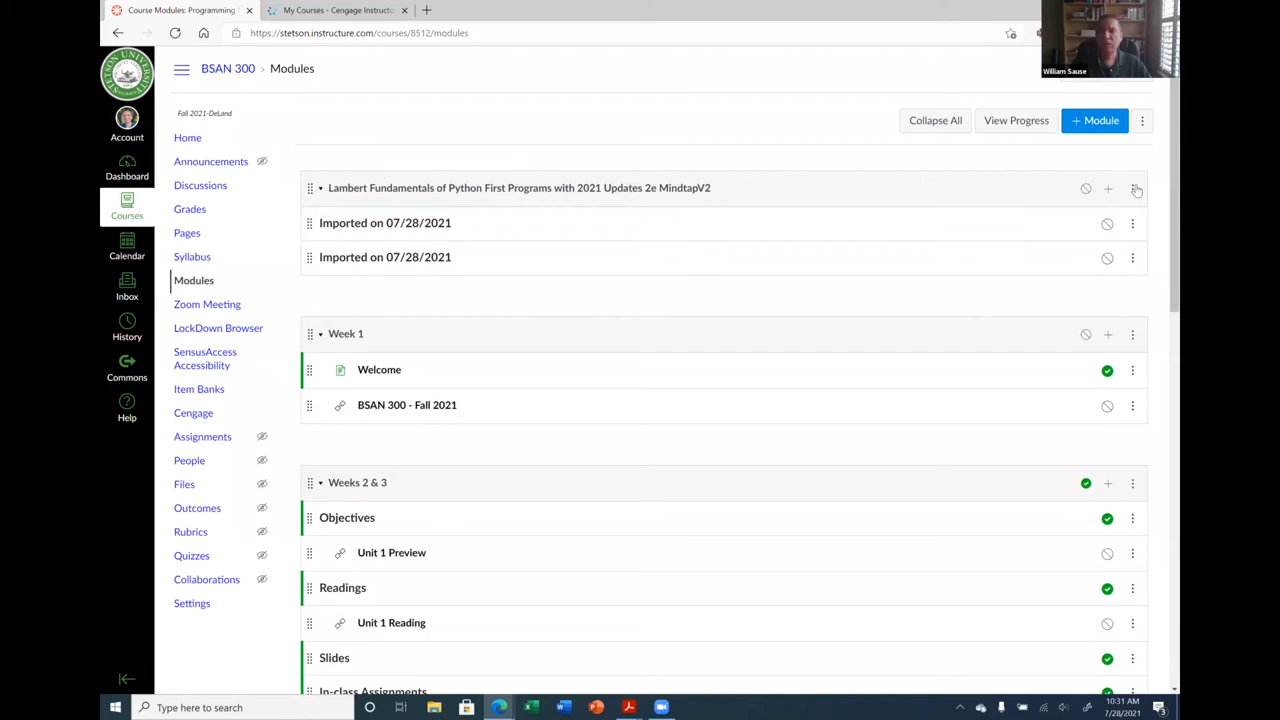 Course Modules: Programming
My Courses - Cengage Instructo
https://stetson.instructure.com/courses/8512/modules
William Sause
STETSON UNIVERSITY
BSAN 300 › Modules
Account
Dashboard
Courses
Calendar
Inbox
History
Commons
Help
Fall 2021-DeLand
Home
Announcements
Discussions
Grades
Pages
Syllabus
Modules
Zoom Meeting
LockDown Browser
SensusAccess
Accessibility
Item Banks
Cengage
Assignments
People
Files
Outcomes
Rubrics
Quizzes
Collaborations
Settings
Collapse All
View Progress
+ Module
Lambert Fundamentals of Python First Programs with 2021 Updates 2e MindtapV2
Imported on 07/28/2021
Imported on 07/28/2021
Week 1
Welcome
BSAN 300 - Fall 2021
Weeks 2 & 3
Objectives
Unit 1 Preview
Readings
Unit 1 Reading
Slides
In-class Assignments
Type here to search
10:31 AM
7/28/2021
3